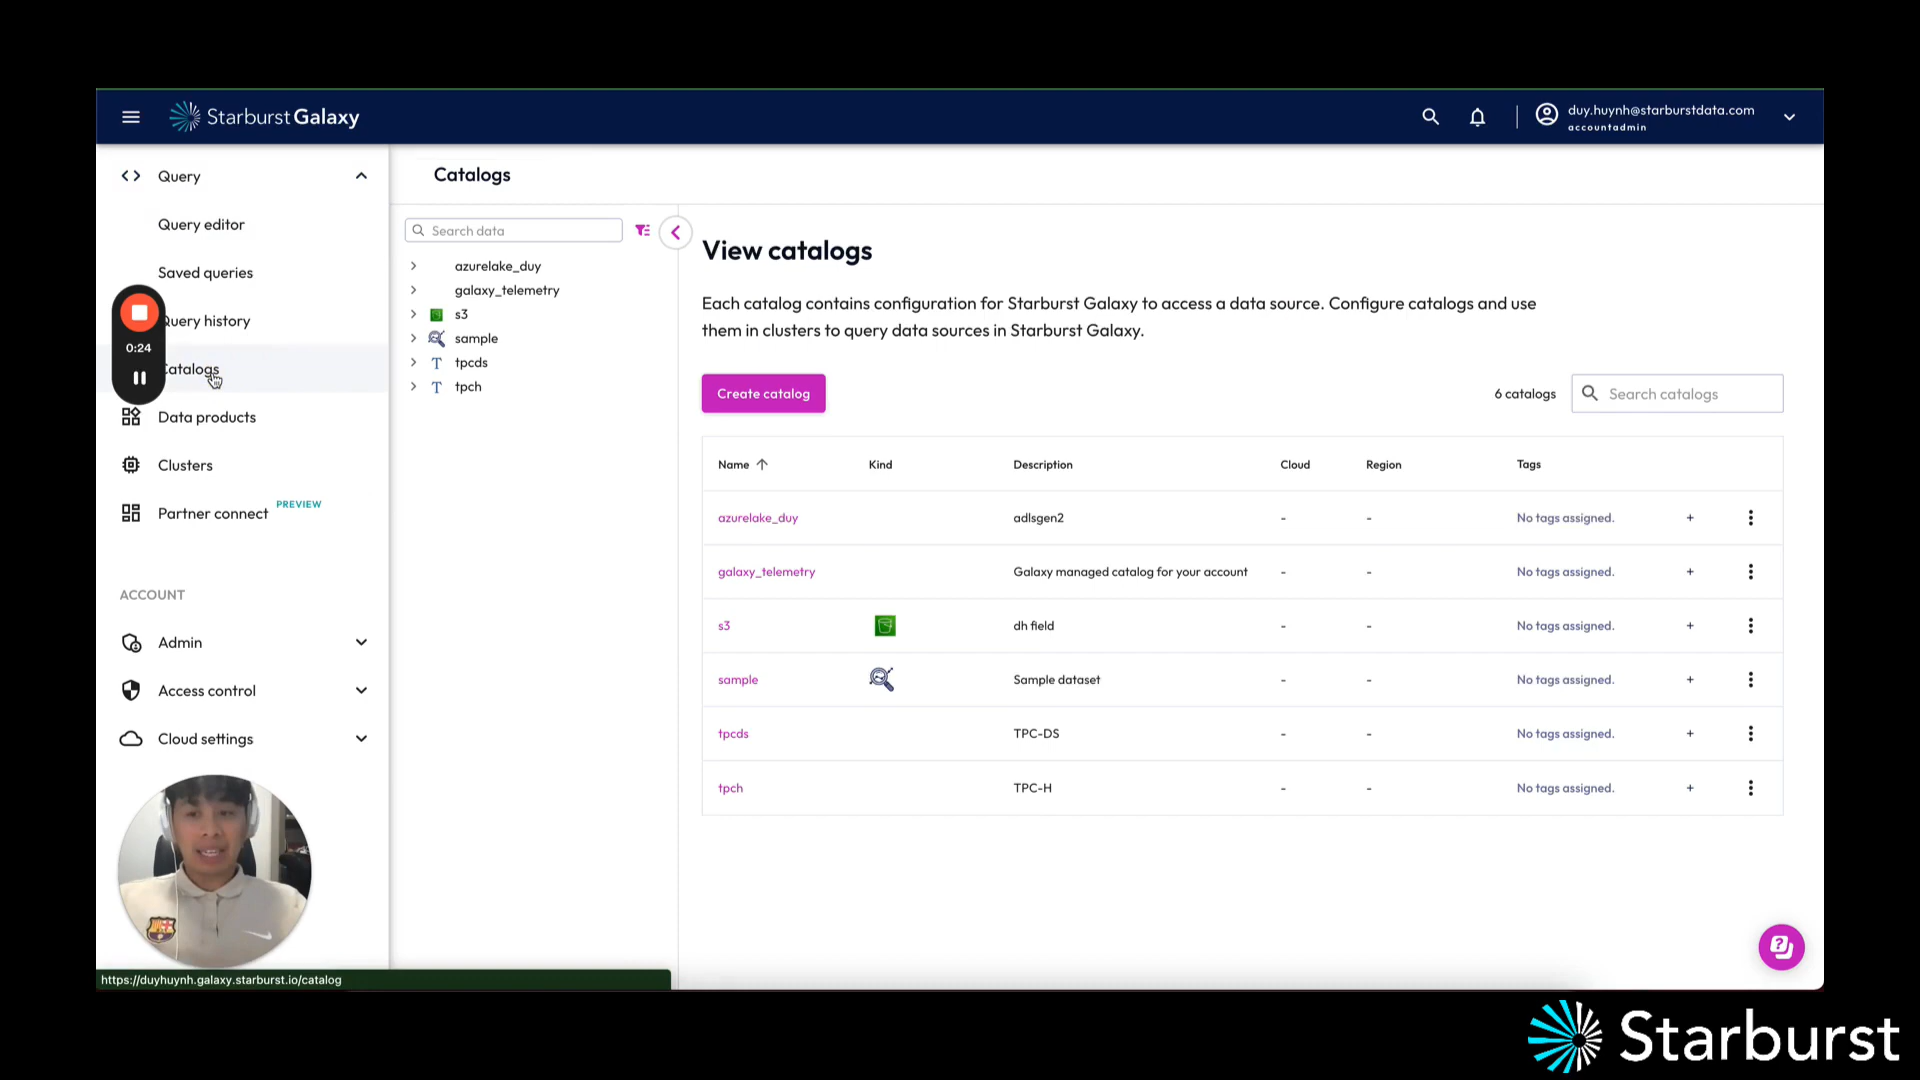 Starburst Galaxy
duy.huynh@starburstdata.com
accountadmin
Query
Query editor
Saved queries
Query history
Catalogs
Data products
Clusters
Partner connect PREVIEW
ACCOUNT
Admin
Access control
Cloud settings
0:24
https://duyhuynh.galaxy.starburst.io/catalog
Catalogs
Search data
azurelake_duy
galaxy_telemetry
s3
sample
T tpcds
T tpch
View catalogs
Each catalog contains configuration for Starburst Galaxy to access a data source. Configure catalogs and use
them in clusters to query data sources in Starburst Galaxy.
Create catalog
6 catalogs
Search catalogs
Name Kind Description Cloud Region Tags
azurelake_duy adlsgen2 - - No tags assigned. +
galaxy_telemetry Galaxy managed catalog for your account - - No tags assigned. +
s3 dh field - - No tags assigned. +
sample Sample dataset - - No tags assigned. +
tpcds TPC-DS - - No tags assigned. +
tpch TPC-H - - No tags assigned. +
Starburst